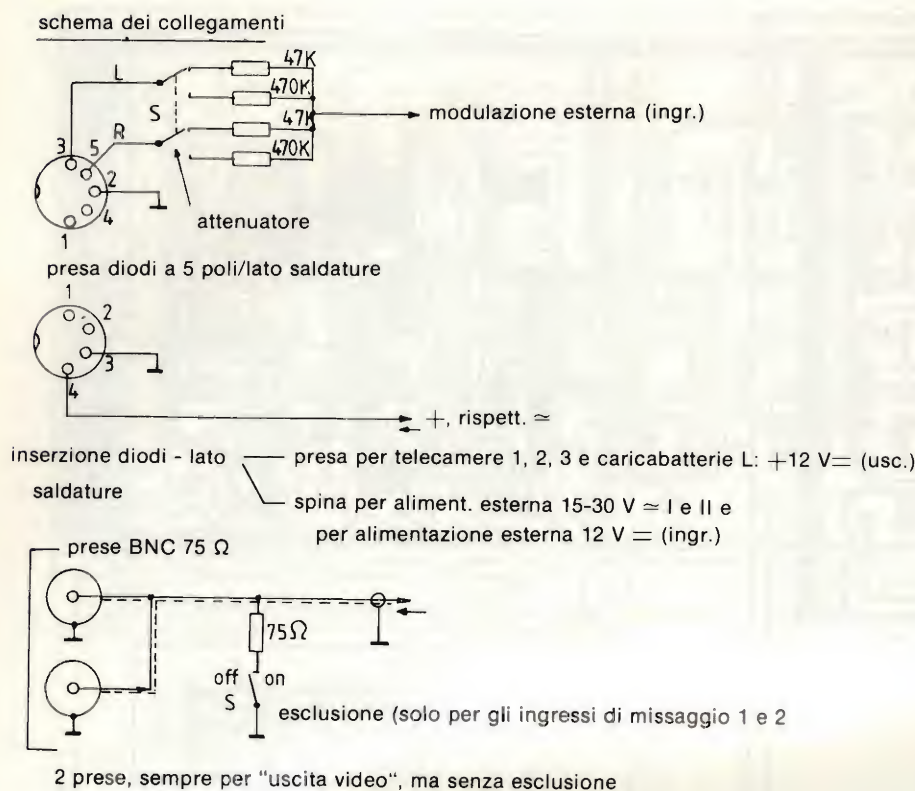 schema dei collegamenti
47K
L
470K
S
47K
modulazione esterna (ingr.)
R
470K
3
5
2
4
attenuatore
1
presa diodi a 5 poli/lato saldature
1
2
3
4
+, rispett. ≃
inserzione diodi - lato
saldature
presa per telecamere 1, 2, 3 e caricabatterie L: +12 V= (usc.)
spina per aliment. esterna 15-30 V ≃ I e II e
per alimentazione esterna 12 V = (ingr.)
prese BNC 75 Ω
75Ω
off on
S
esclusione (solo per gli ingressi di missaggio 1 e 2
2 prese, sempre per "uscita video“, ma senza esclusione